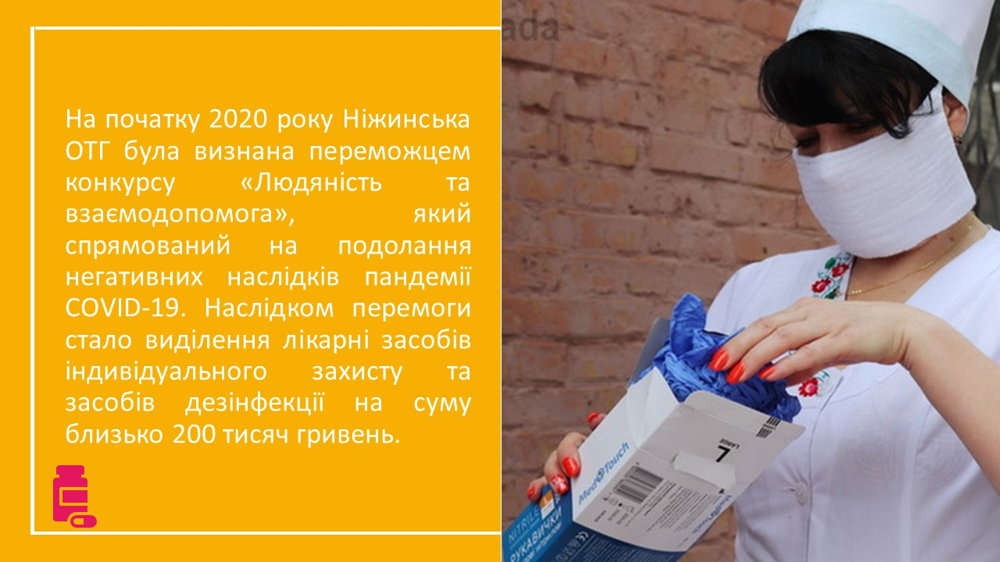 На початку 2020 року Ніжинська
ОТГ була визнана переможцем
конкурсу «Людяність та
взаємодопомога», який
спрямований на подолання
негативних наслідків пандемії
COVID-19. Наслідком перемоги
стало виділення лікарні засобів
індивідуального захисту та
засобів дезінфекції на суму
близько 200 тисяч гривень.
ada
L
LARGE
MedTouch
MedTouch
NITRILE
РУКАВИЧКИ